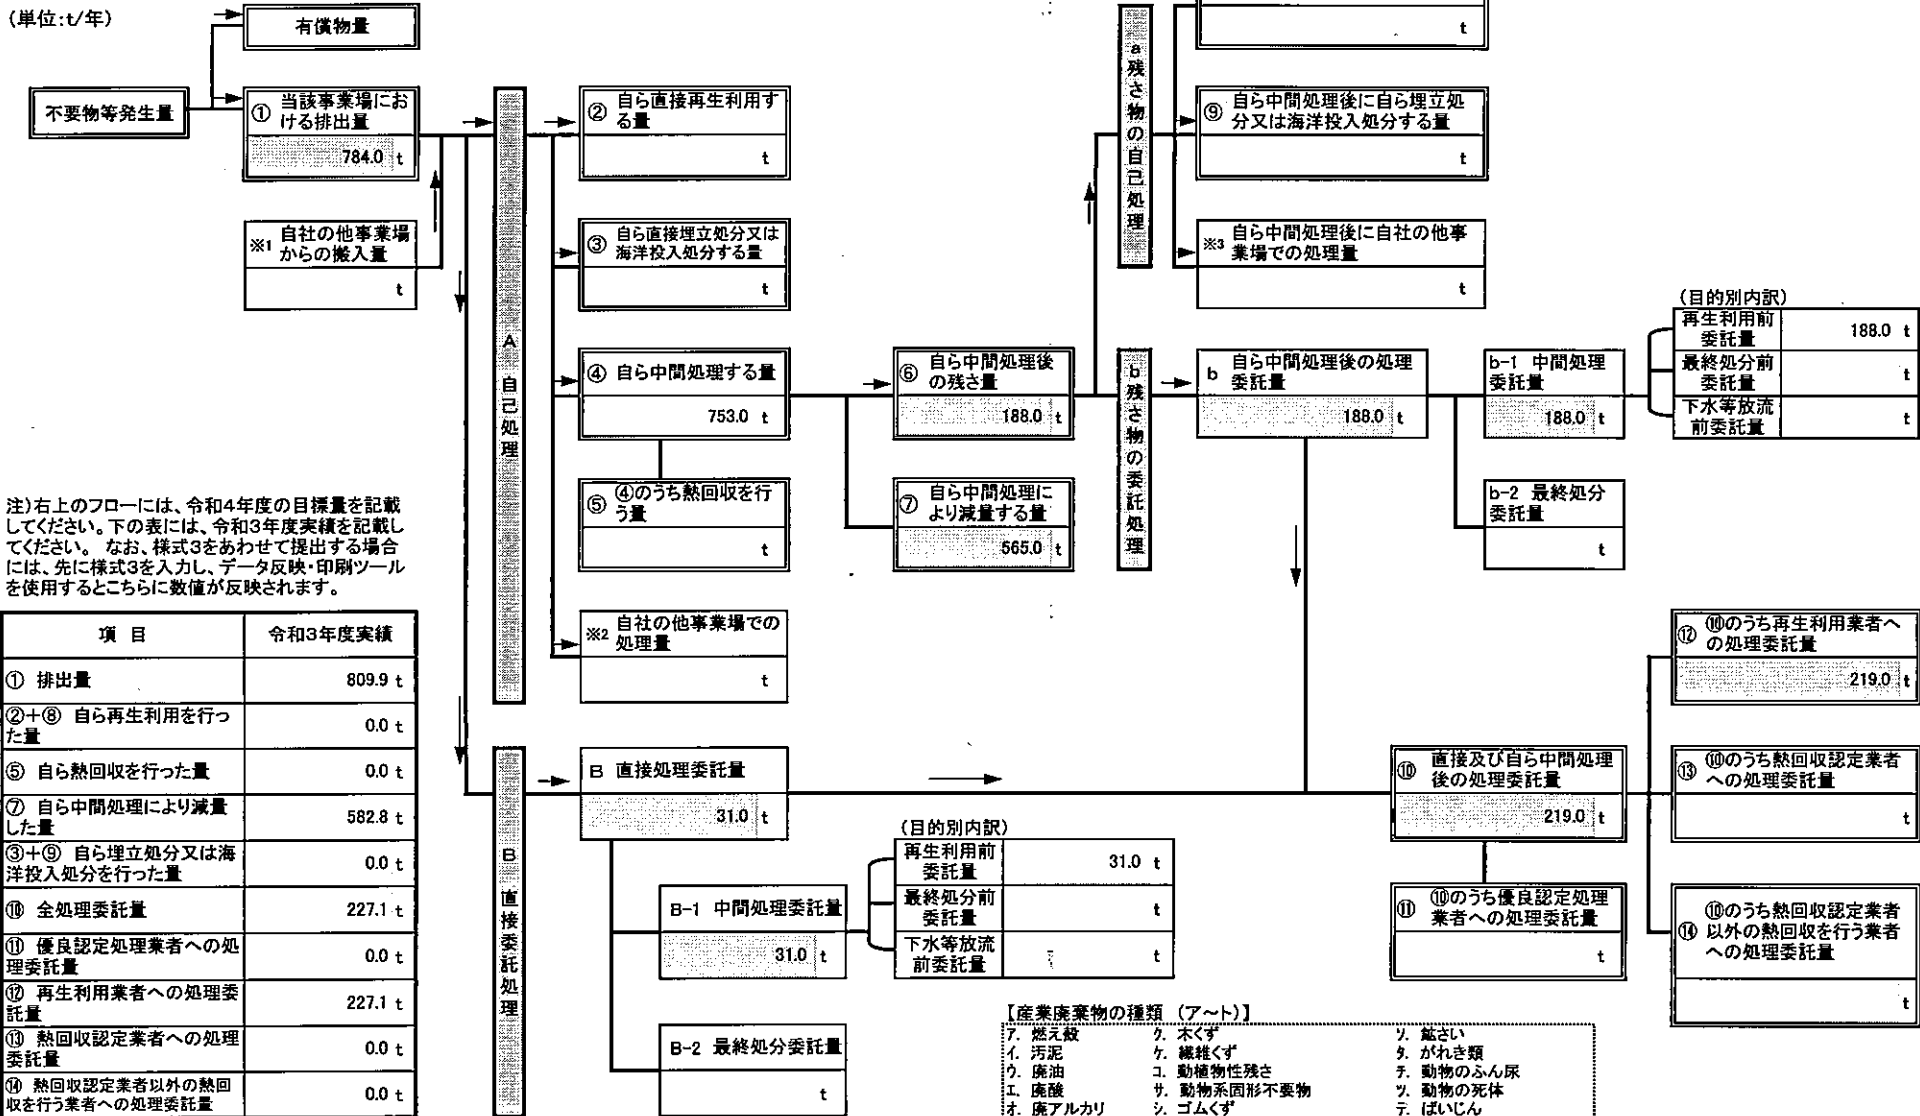 (単位:t/年)
有償物量
不要物等発生量
① 当該事業場にお
ける排出量
784.0 t
※1 自社の他事業場
からの搬入量
t
A 自己処理
② 自ら直接再生利用す
る量
t
③ 自ら直接埋立処分又は
海洋投入処分する量
t
④ 自ら中間処理する量
753.0 t
⑤ ④のうち熱回収を行
う量
t
※2 自社の他事業場での
処理量
t
⑥ 自ら中間処理後
の残さ量
188.0 t
⑦ 自ら中間処理に
より減量する量
565.0 t
a 残さ物の自己処理
t
⑨ 自ら中間処理後に自ら埋立処
分又は海洋投入処分する量
t
※3 自ら中間処理後に自社の他事
業場での処理量
t
b 残さ物の委託処理
b 自ら中間処理後の処理
委託量
188.0 t
b-1 中間処理
委託量
188.0 t
b-2 最終処分
委託量
t
(目的別内訳)
再生利用前
委託量
188.0 t
最終処分前
委託量
t
下水等放流
前委託量
t
注)右上のフローには、令和4年度の目標量を記載
してください。下の表には、令和3年度実績を記載し
てください。 なお、様式3をあわせて提出する場合
には、先に様式3を入力し、データ反映・印刷ツール
を使用するとこちらに数値が反映されます。
項 目 令和3年度実績
① 排出量 809.9 t
②+⑧ 自ら再生利用を行っ
た量 0.0 t
⑤ 自ら熱回収を行った量 0.0 t
⑦ 自ら中間処理により減量
した量 582.8 t
③+⑨ 自ら埋立処分又は海
洋投入処分を行った量 0.0 t
⑩ 全処理委託量 227.1 t
⑪ 優良認定処理業者への処
理委託量 0.0 t
⑫ 再生利用業者への処理委
託量 227.1 t
⑬ 熱回収認定業者への処理
委託量 0.0 t
⑭ 熱回収認定業者以外の熱回
収を行う業者への処理委託量 0.0 t
B 直接委託処理
B 直接処理委託量
31.0 t
B-1 中間処理委託量
31.0 t
B-2 最終処分委託量
t
(目的別内訳)
再生利用前
委託量
31.0 t
最終処分前
委託量
t
下水等放流
前委託量
t
⑩ 直接及び自ら中間処理
後の処理委託量
219.0 t
⑪ ⑩のうち優良認定処理
業者への処理委託量
t
⑫ ⑩のうち再生利用業者へ
の処理委託量
219.0 t
⑬ ⑩のうち熱回収認定業者
への処理委託量
t
⑭ ⑩のうち熱回収認定業者
以外の熱回収を行う業者
への処理委託量
t
【産業廃棄物の種類 (ア~ト)】
ア. 燃え殻 ク. 木くず ソ. 鉱さい
イ. 汚泥 ケ. 繊維くず タ. がれき類
ウ. 廃油 コ. 動植物性残さ チ. 動物のふん尿
エ. 廃酸 サ. 動物系固形不要物 ツ. 動物の死体
オ. 廃アルカリ シ. ゴムくず テ. ばいじん